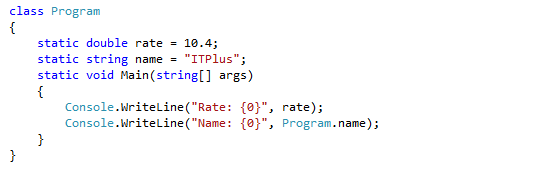 class Program
{
    static double rate = 10.4;
    static string name = "ITPlus";
    static void Main(string[] args)
    {
        Console.WriteLine("Rate: {0}", rate);
        Console.WriteLine("Name: {0}", Program.name);
    }
}